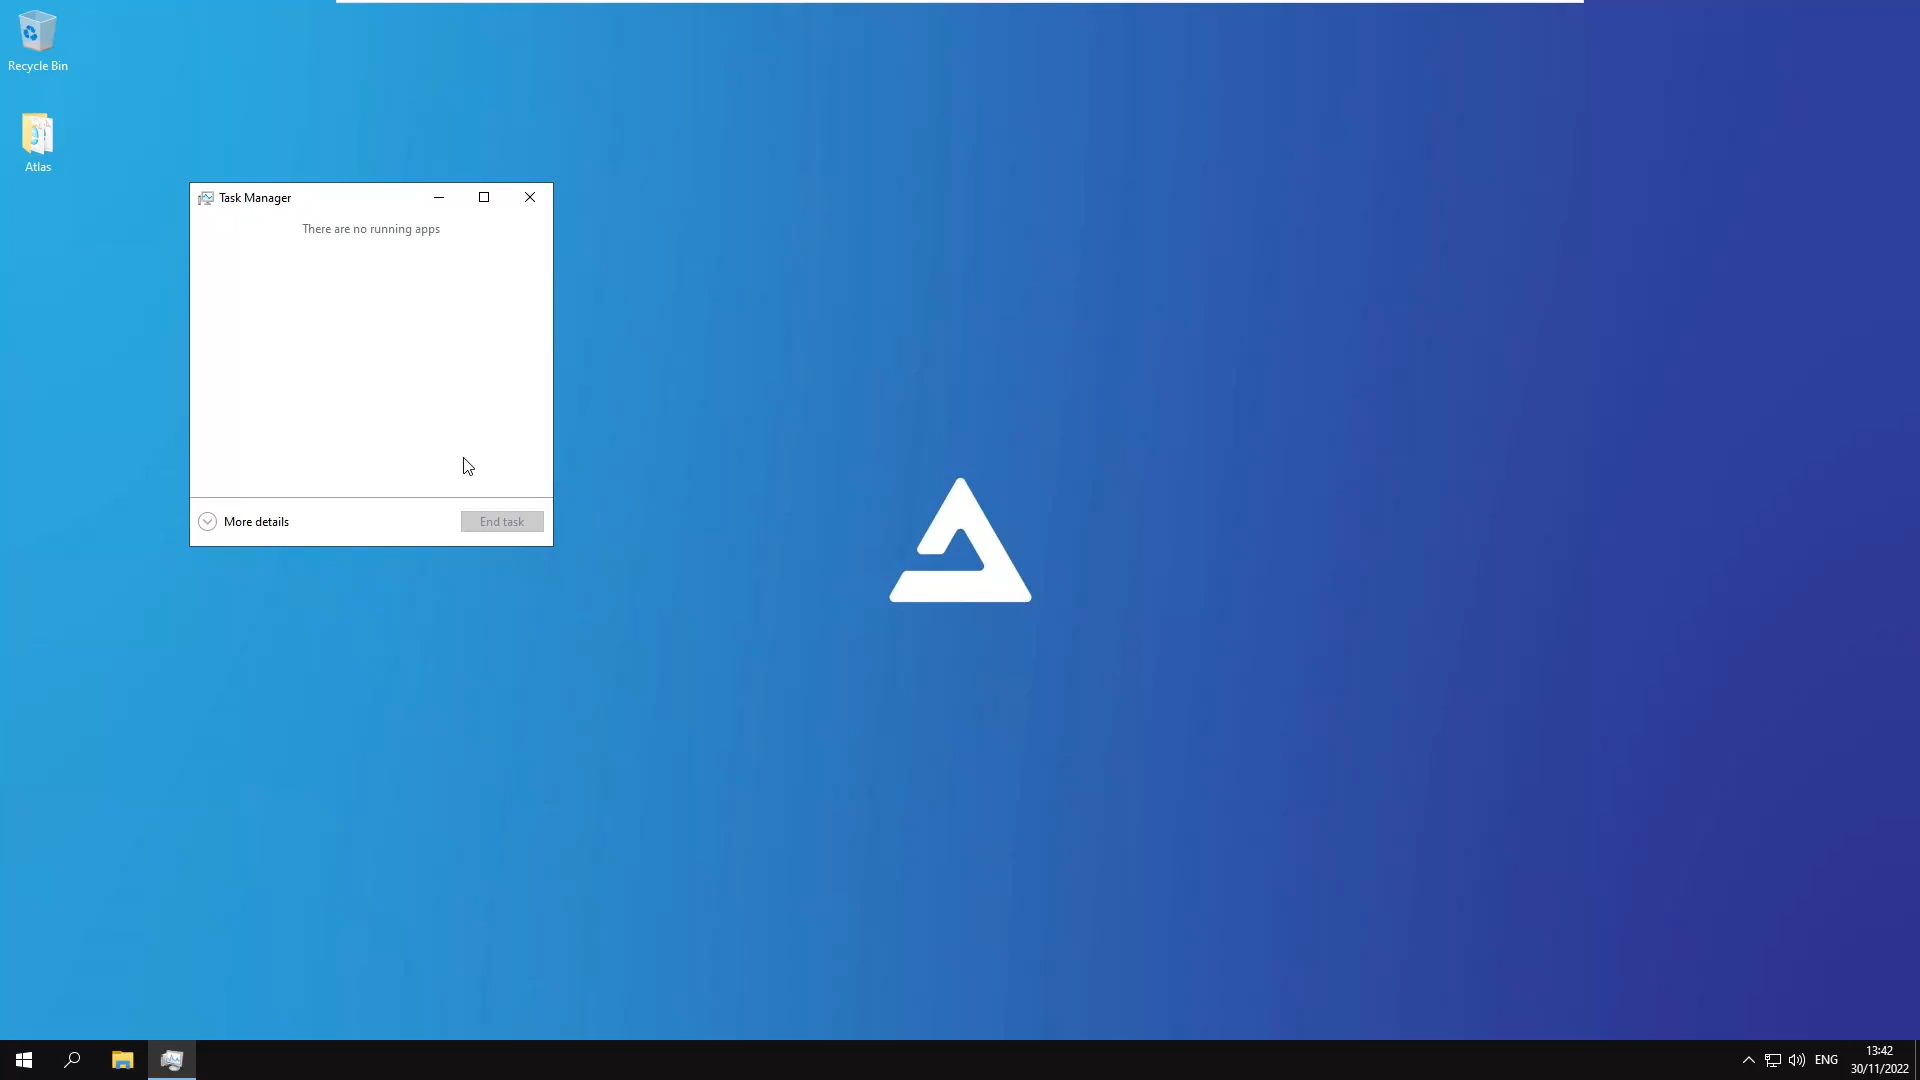 Recycle Bin
Atlas
Task Manager
There are no running apps
More details
End task
ENG
13:42
30/11/2022